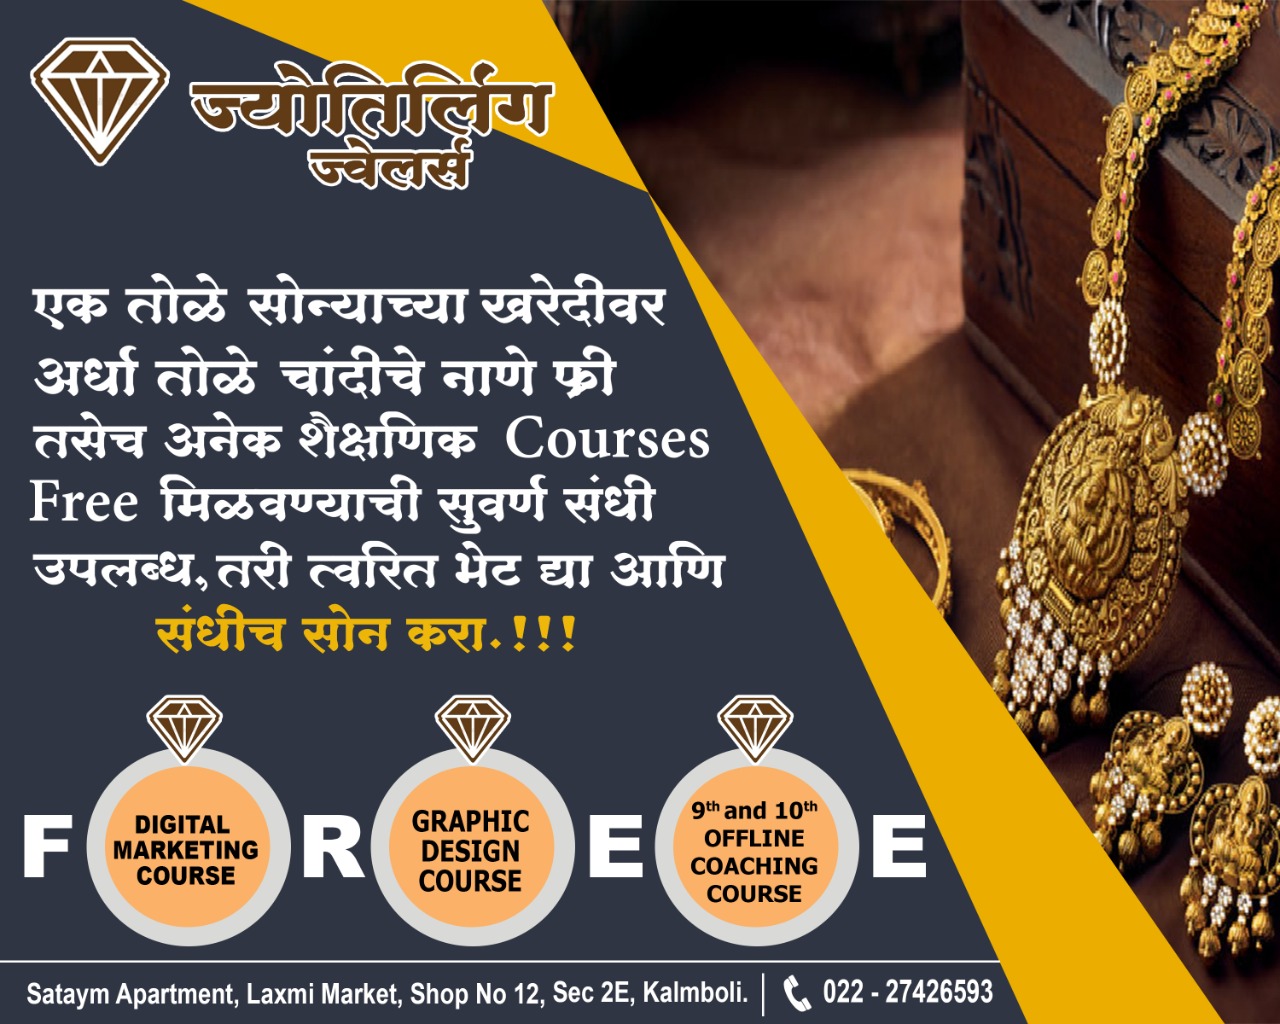 ज्योतिर्लिंग
ज्वेलर्स
एक तोळे सोन्याच्या खरेदीवर
अर्धा तोळे चांदीचे नाणे फ्री
तसेच अनेक शैक्षणिक Courses
Free मिळवण्याची सुवर्ण संधी
उपलब्ध, तरी त्वरित भेट द्या आणि
संधीच सोन करा.!!!
F R E E
DIGITAL
MARKETING
COURSE
GRAPHIC
DESIGN
COURSE
9th and 10th
OFFLINE
COACHING
COURSE
Sataym Apartment, Laxmi Market, Shop No 12, Sec 2E, Kalmboli. 022 - 27426593